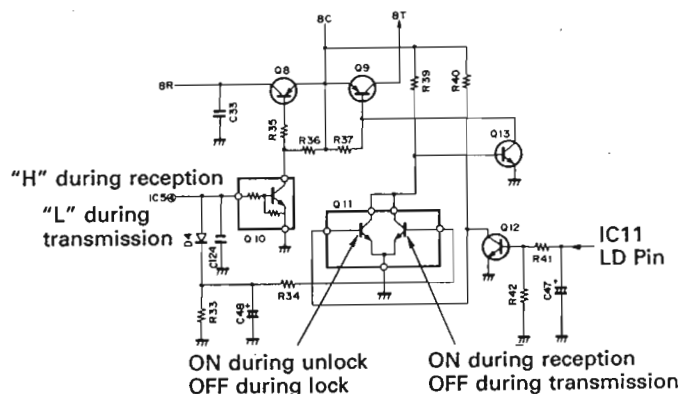 8C
8T
Q8
Q9
8R
C33
R35
R36
R37
R39
R40
Q13
"H" during reception
IC5
"L" during
transmission
Q10
Q11
Q12
IC11
LD Pin
D4
C124
R41
R42
C47
+
R33
C48
+
R34
ON during unlock
OFF during lock
ON during reception
OFF during transmission